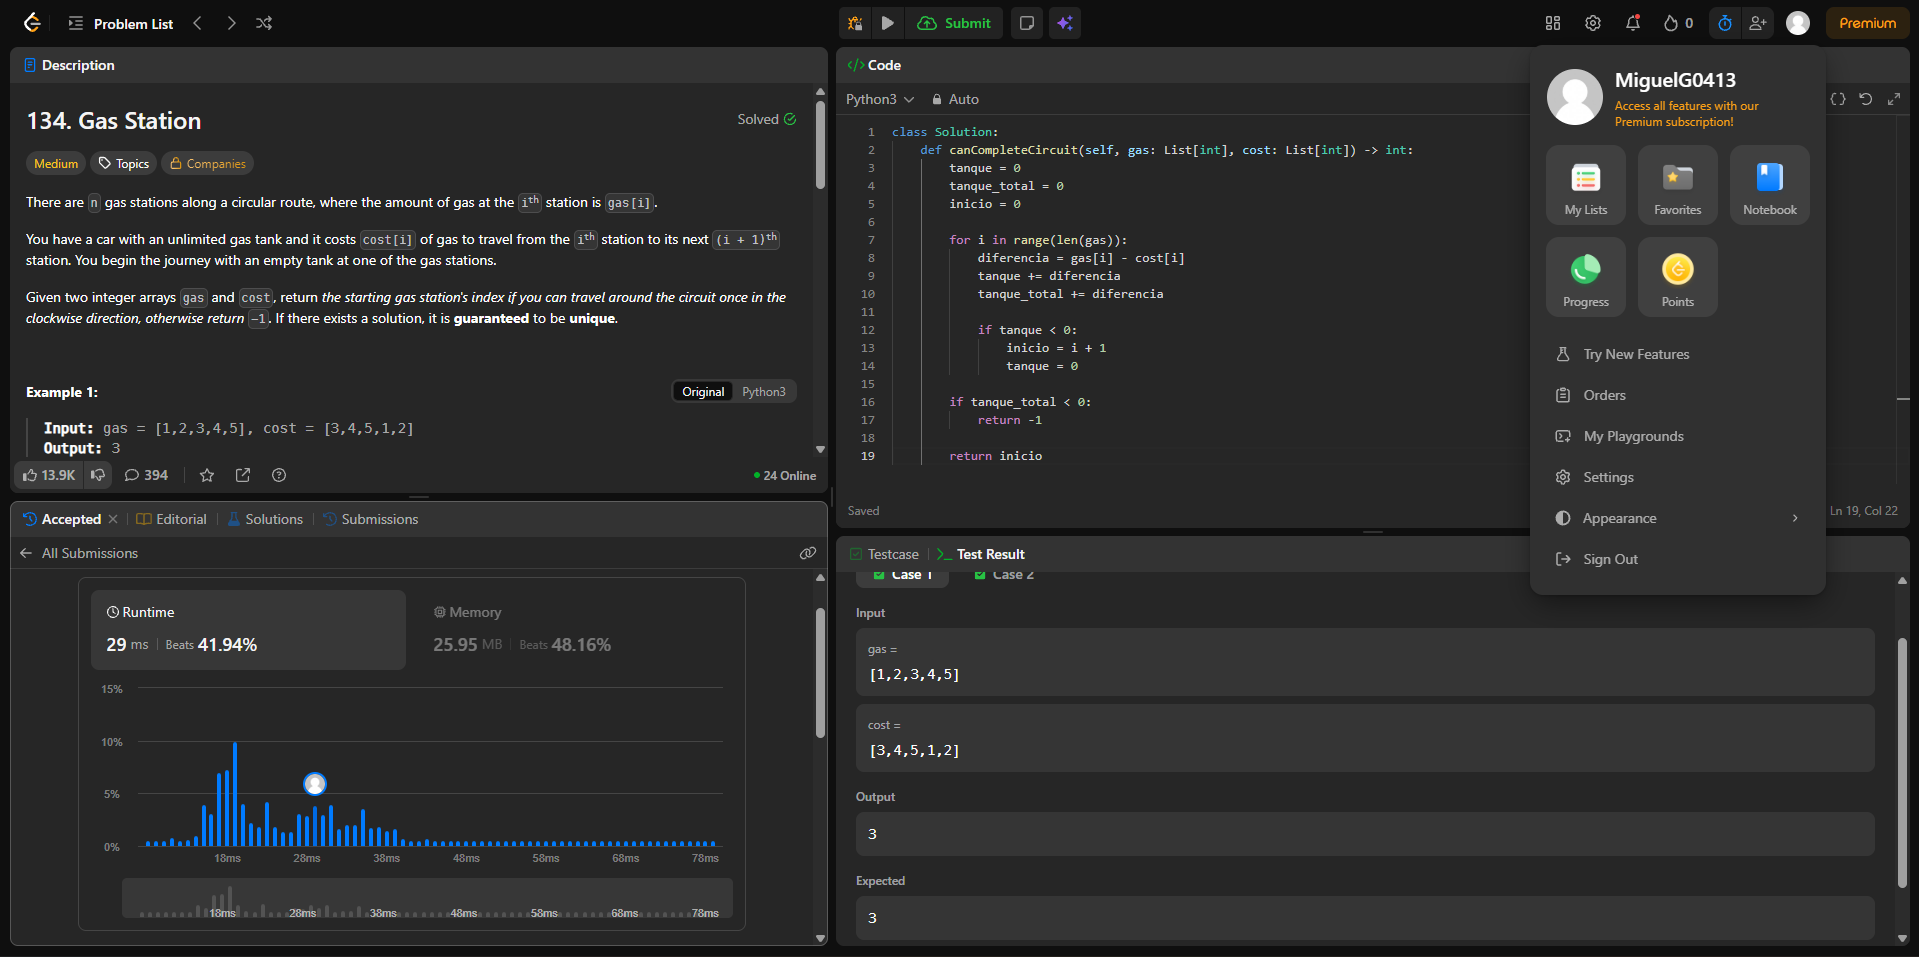 Problem List
Submit
0
Premium
Description
134. Gas Station
Solved
Medium
Topics
Companies
There are n gas stations along a circular route, where the amount of gas at the ith station is gas[i].
You have a car with an unlimited gas tank and it costs cost[i] of gas to travel from the ith station to its next (i + 1)th
station. You begin the journey with an empty tank at one of the gas stations.
Given two integer arrays gas and cost, return the starting gas station's index if you can travel around the circuit once in the
clockwise direction, otherwise return -1. If there exists a solution, it is guaranteed to be unique.
Example 1:
Original
Python3
Input: gas = [1,2,3,4,5], cost = [3,4,5,1,2]
Output: 3
13.9K
394
24 Online
Accepted
Editorial
Solutions
Submissions
All Submissions
Runtime
29 ms
Beats 41.94%
Memory
25.95 MB
Beats 48.16%
15%
10%
5%
0%
18ms
28ms
38ms
48ms
58ms
68ms
78ms
18ms
28ms
38ms
48ms
58ms
68ms
78ms
Code
Python3
Auto
1 class Solution:
2 def canCompleteCircuit(self, gas: List[int], cost: List[int]) -> int:
3 tanque = 0
4 tanque_total = 0
5 inicio = 0
6
7 for i in range(len(gas)):
8 diferencia = gas[i] - cost[i]
9 tanque += diferencia
10 tanque_total += diferencia
11
12 if tanque < 0:
13 inicio = i + 1
14 tanque = 0
15
16 if tanque_total < 0:
17 return -1
18
19 return inicio
Saved
Ln 19, Col 22
Testcase
Test Result
Case 1
Case 2
Input
gas =
[1,2,3,4,5]
cost =
[3,4,5,1,2]
Output
3
Expected
3
MiguelG0413
Access all features with our
Premium subscription!
My Lists
Favorites
Notebook
Progress
Points
Try New Features
Orders
My Playgrounds
Settings
Appearance
Sign Out